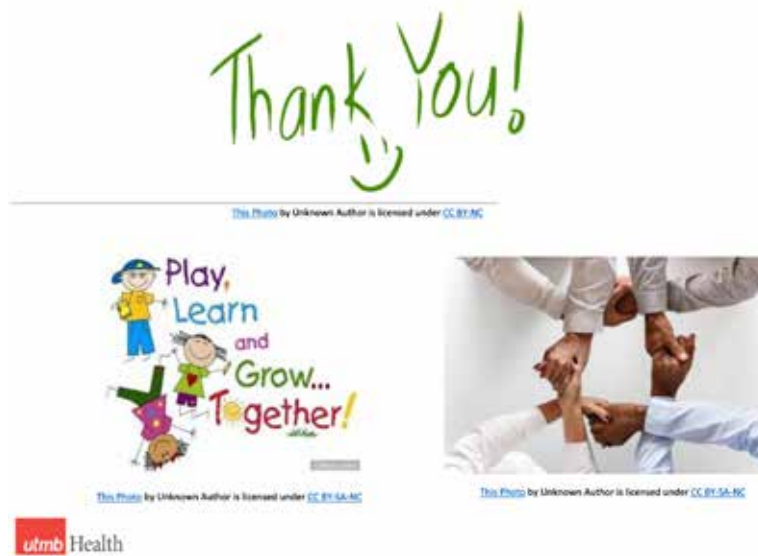 Thank You!
This Photo by Unknown Author is licensed under CC BY-NC
Play,
Learn
and
Grow...
Together!
This Photo by Unknown Author is licensed under CC BY-SA-NC
This Photo by Unknown Author is licensed under CC BY-SA-NC
utmb Health